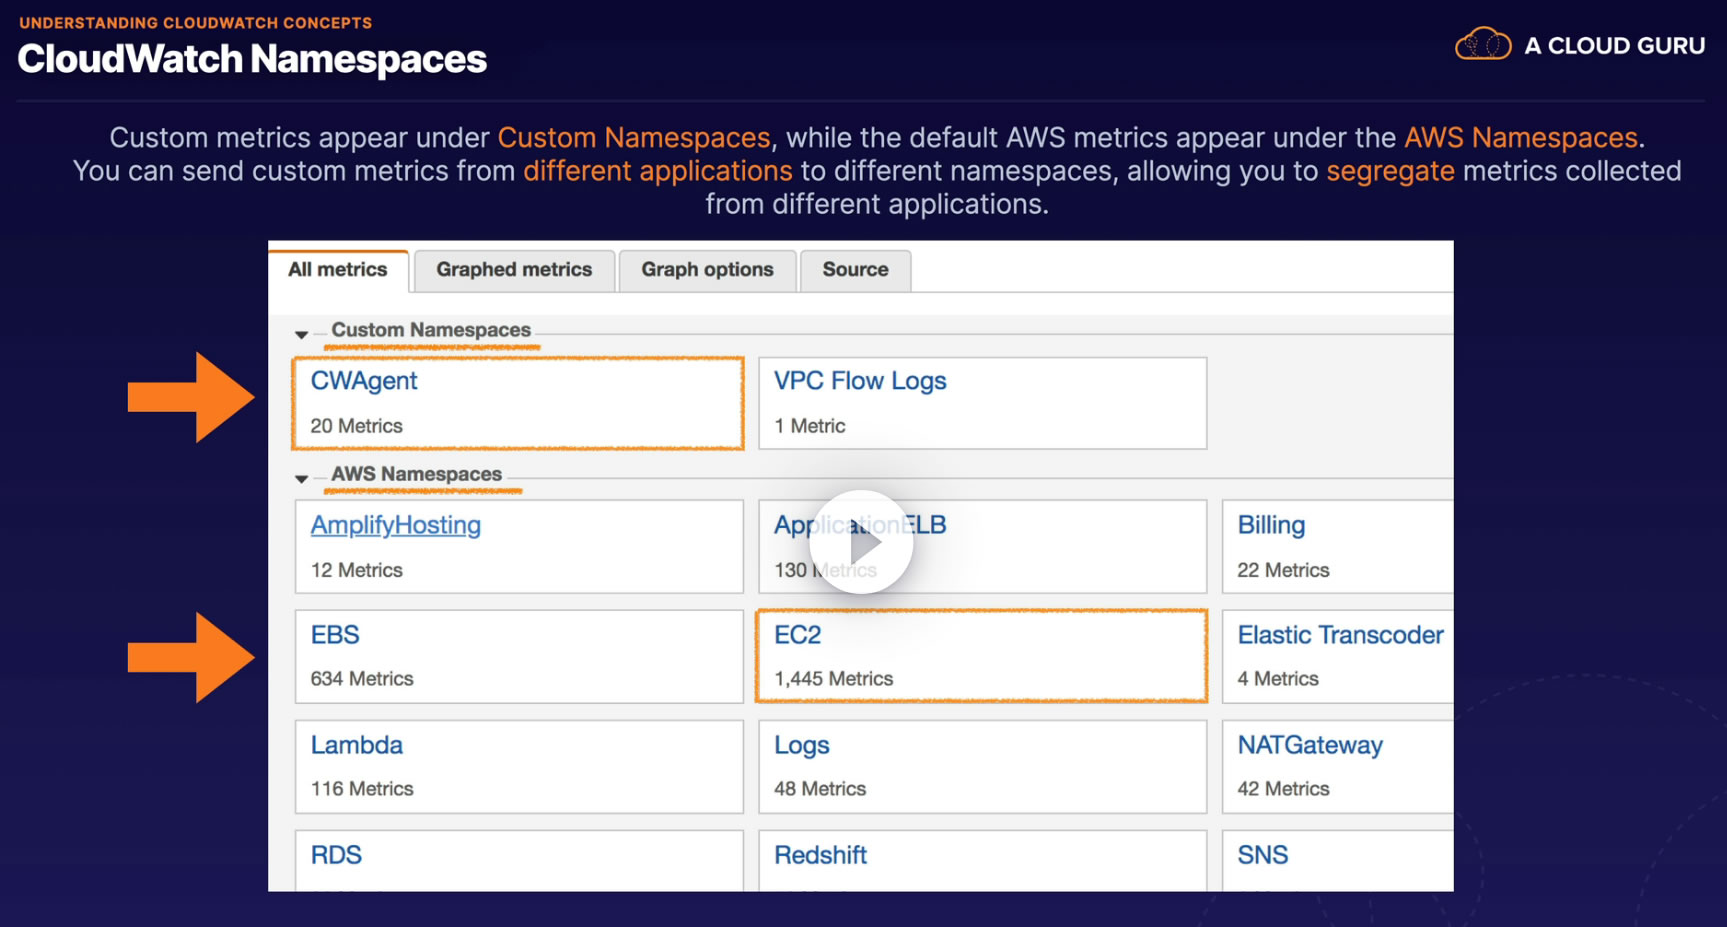 UNDERSTANDING CLOUDWATCH CONCEPTS
CloudWatch Namespaces
A CLOUD GURU
Custom metrics appear under Custom Namespaces, while the default AWS metrics appear under the AWS Namespaces.
You can send custom metrics from different applications to different namespaces, allowing you to segregate metrics collected
from different applications.
All metrics
Graphed metrics
Graph options
Source
Custom Namespaces
CWAgent
VPC Flow Logs
20 Metrics
1 Metric
AWS Namespaces
AmplifyHosting
ApplicationELB
Billing
12 Metrics
130 Metrics
22 Metrics
EBS
EC2
Elastic Transcoder
634 Metrics
1,445 Metrics
4 Metrics
Lambda
Logs
NATGateway
116 Metrics
48 Metrics
42 Metrics
RDS
Redshift
SNS